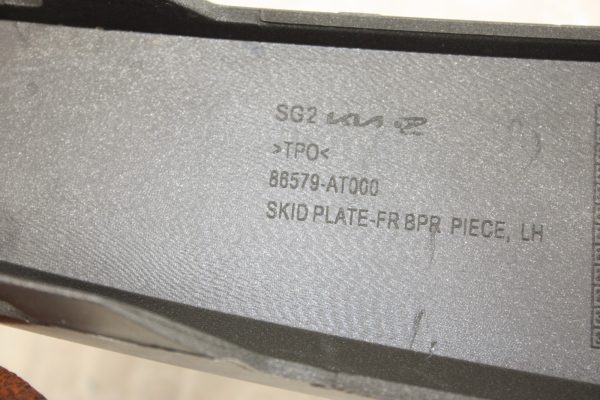 SG2
>TPO<
86579-AT000
SKID PLATE-FR BPR PIECE, LH